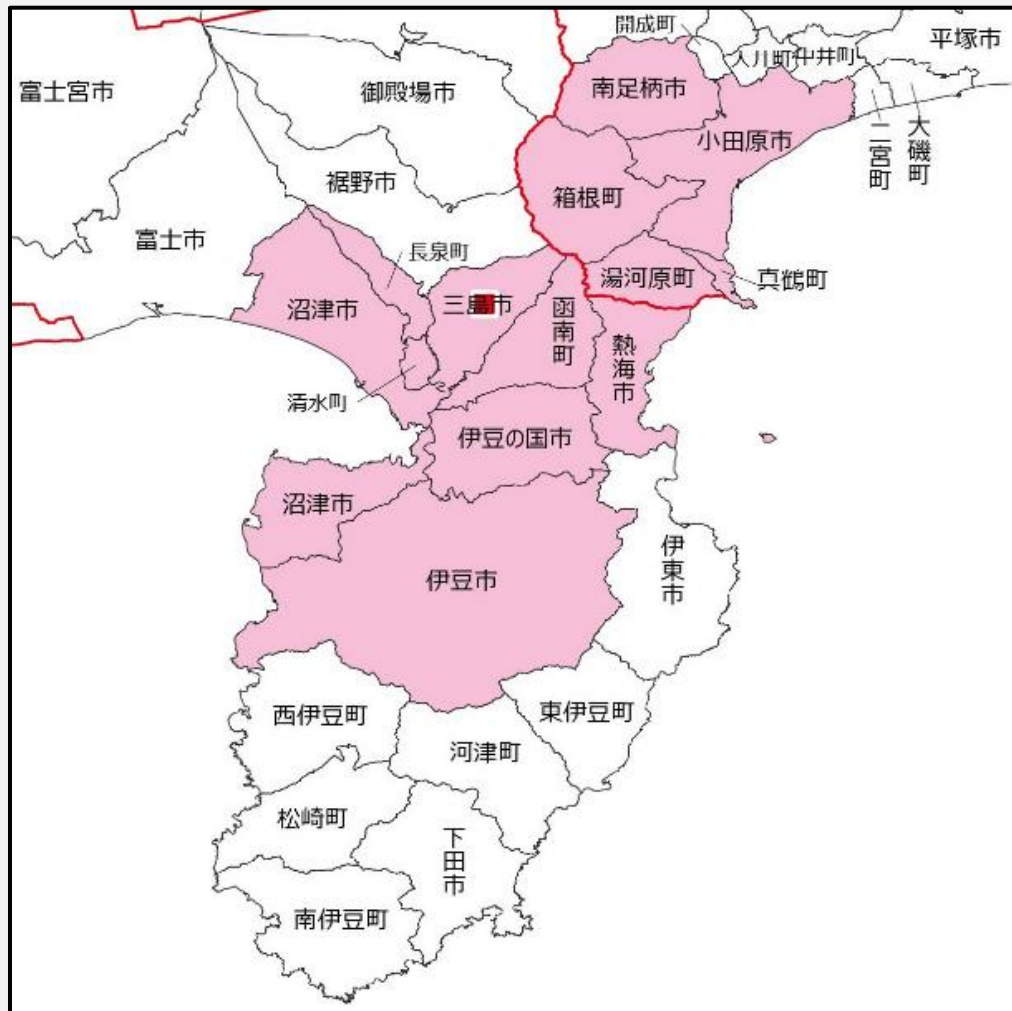 開成町
中井町
平塚市
富士宮市
御殿場市
南足柄市
小田原市
二宮町
大磯町
裾野市
箱根町
富士市
長泉町
湯河原町
真鶴町
沼津市
三島市
函南町
熱海市
清水町
伊豆の国市
沼津市
伊東市
伊豆市
西伊豆町
東伊豆町
河津町
松崎町
下田市
南伊豆町